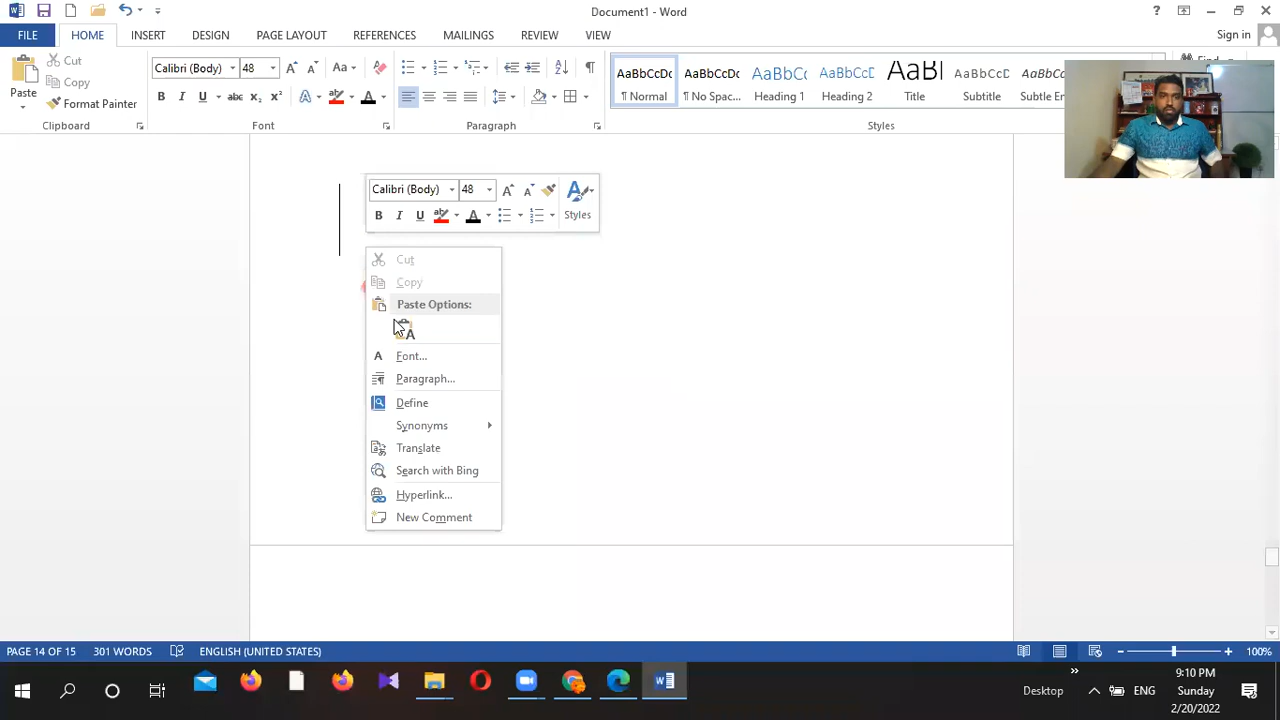 Document1 - Word
FILE HOME INSERT DESIGN PAGE LAYOUT REFERENCES MAILINGS REVIEW VIEW Sign in
Paste
Cut
Copy
Format Painter
Calibri (Body) 48
AaBbCcDc AaBbCcDc AaBbCc AaBbCcD AaBl AaBbCcD
¶ Normal ¶ No Spac... Heading 1 Heading 2 Title Subtitle Subtle
Clipboard Font Paragraph Styles
Calibri (Body) 48
Styles
Cut
Copy
Paste Options:
Font...
Paragraph...
Define
Synonyms
Translate
Search with Bing
Hyperlink...
New Comment
PAGE 14 OF 15 301 WORDS ENGLISH (UNITED STATES) 100%
Desktop ENG
9:10 PM
Sunday
2/20/2022